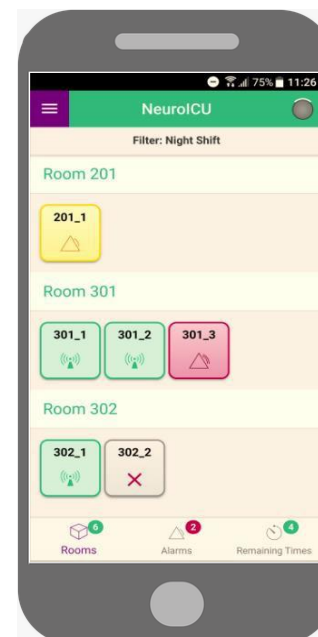 75% 11:26
NeuroICU
Filter: Night Shift
Room 201
201_1
Room 301
301_1 301_2 301_3
Room 302
302_1 302_2
6 2 4
Rooms Alarms Remaining Times